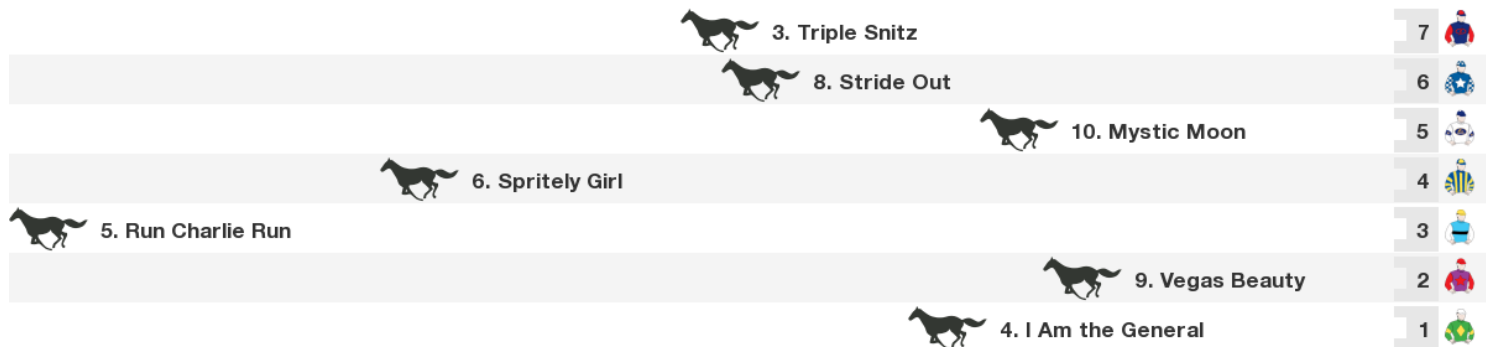 3. Triple Snitz 7
8. Stride Out 6
10. Mystic Moon 5
6. Spritely Girl 4
5. Run Charlie Run 3
9. Vegas Beauty 2
4. I Am the General 1